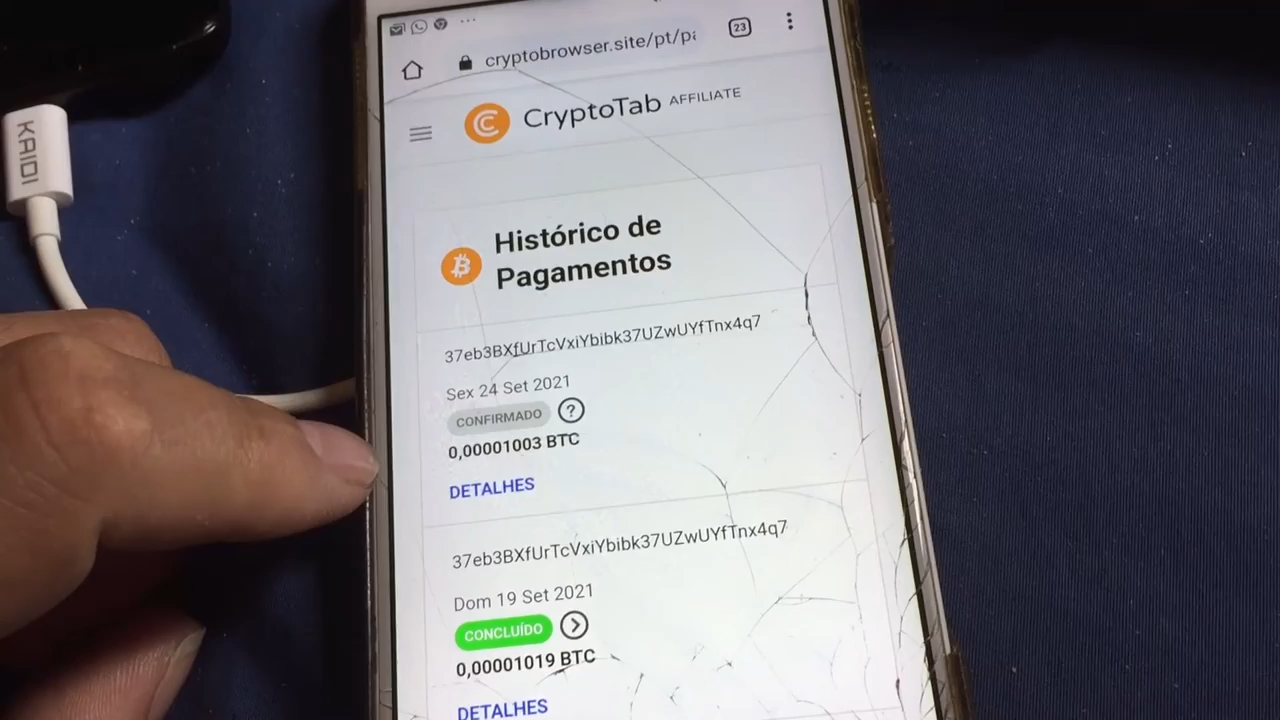 KAIDI
23
cryptobrowser.site/pt/pa
CryptoTab AFFILIATE
Histórico de
Pagamentos
37eb3BXfUrTcVxiYbibk37UZwUYfTnx4q7
Sex 24 Set 2021
CONFIRMADO ?
0,00001003 BTC
DETALHES
37eb3BXfUrTcVxiYbibk37UZwUYfTnx4q7
Dom 19 Set 2021
CONCLUÍDO
0,00001019 BTC
DETALHES